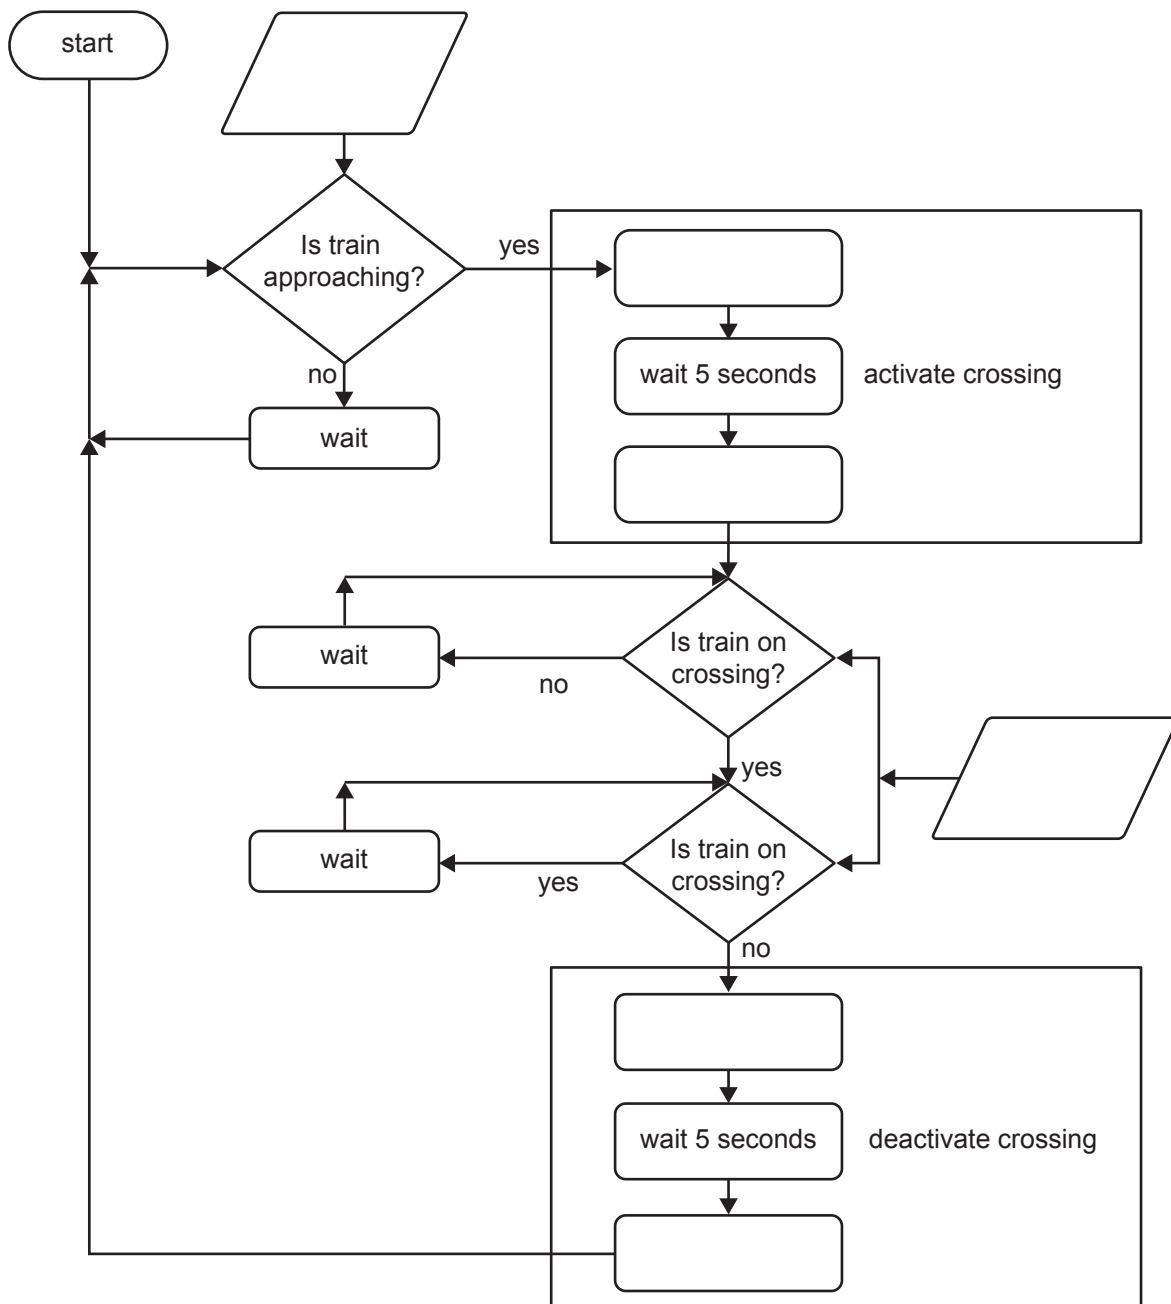 start
Is train
approaching?
yes
no
wait
wait 5 seconds
activate crossing
Is train on
crossing?
no
wait
yes
Is train on
crossing?
yes
wait
no
wait 5 seconds
deactivate crossing